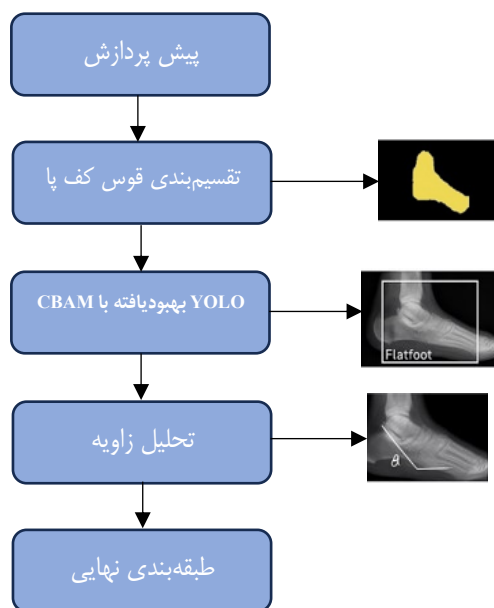 پیش پردازش
تقسیم‌بندی قوس کف پا
YOLO بهبودیافته با CBAM
Flatfoot
تحلیل زاویه
θ
طبقه‌بندی نهایی